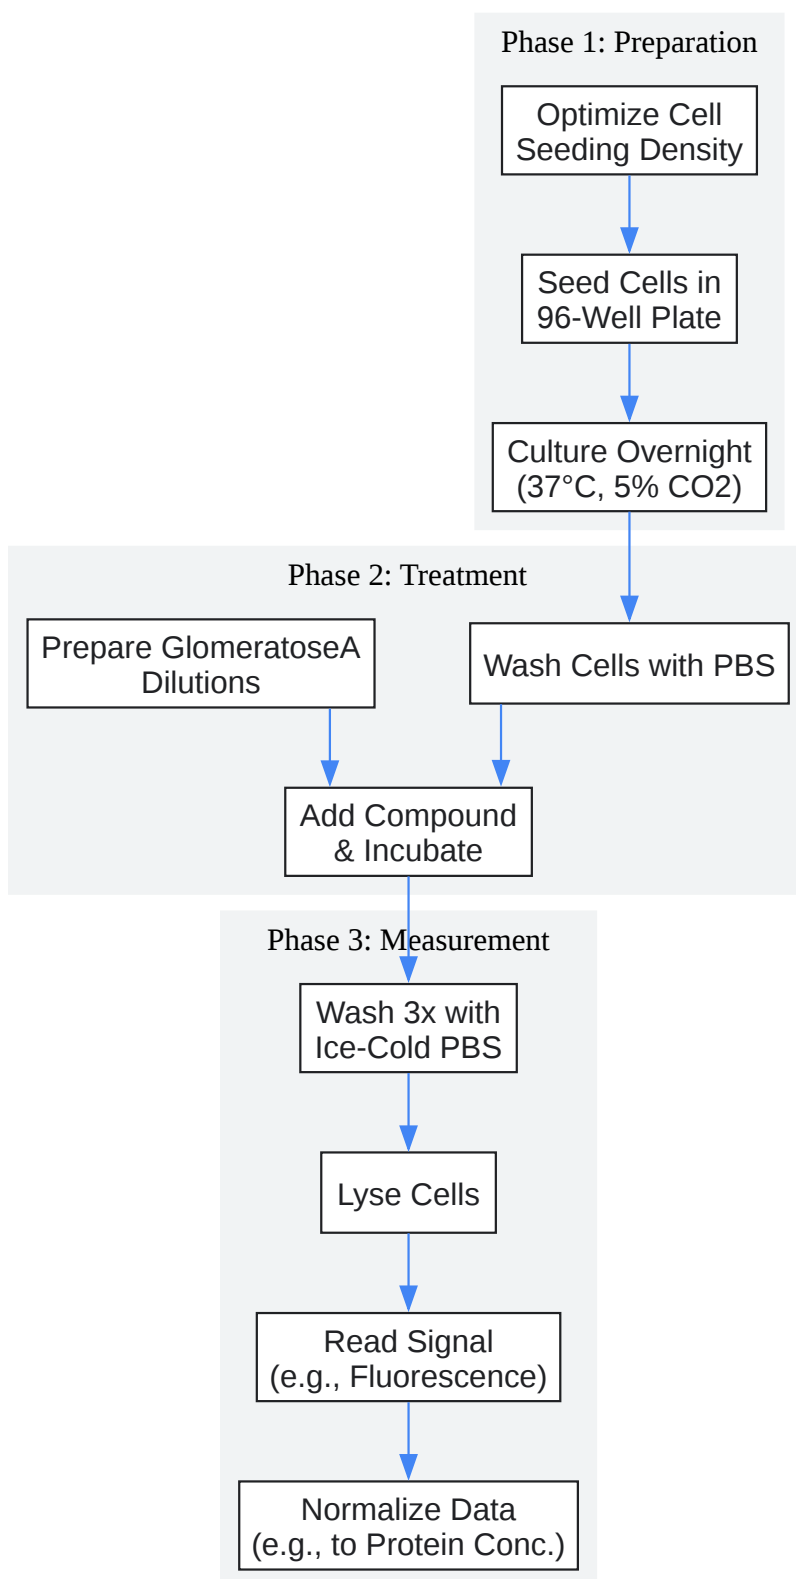 Phase 1: Preparation
Optimize Cell
Seeding Density
Seed Cells in
96-Well Plate
Culture Overnight
(37°C, 5% CO2)
Phase 2: Treatment
Prepare GlomeratoseA
Dilutions
Wash Cells with PBS
Add Compound
& Incubate
Phase 3: Measurement
Wash 3x with
Ice-Cold PBS
Lyse Cells
Read Signal
(e.g., Fluorescence)
Normalize Data
(e.g., to Protein Conc.)